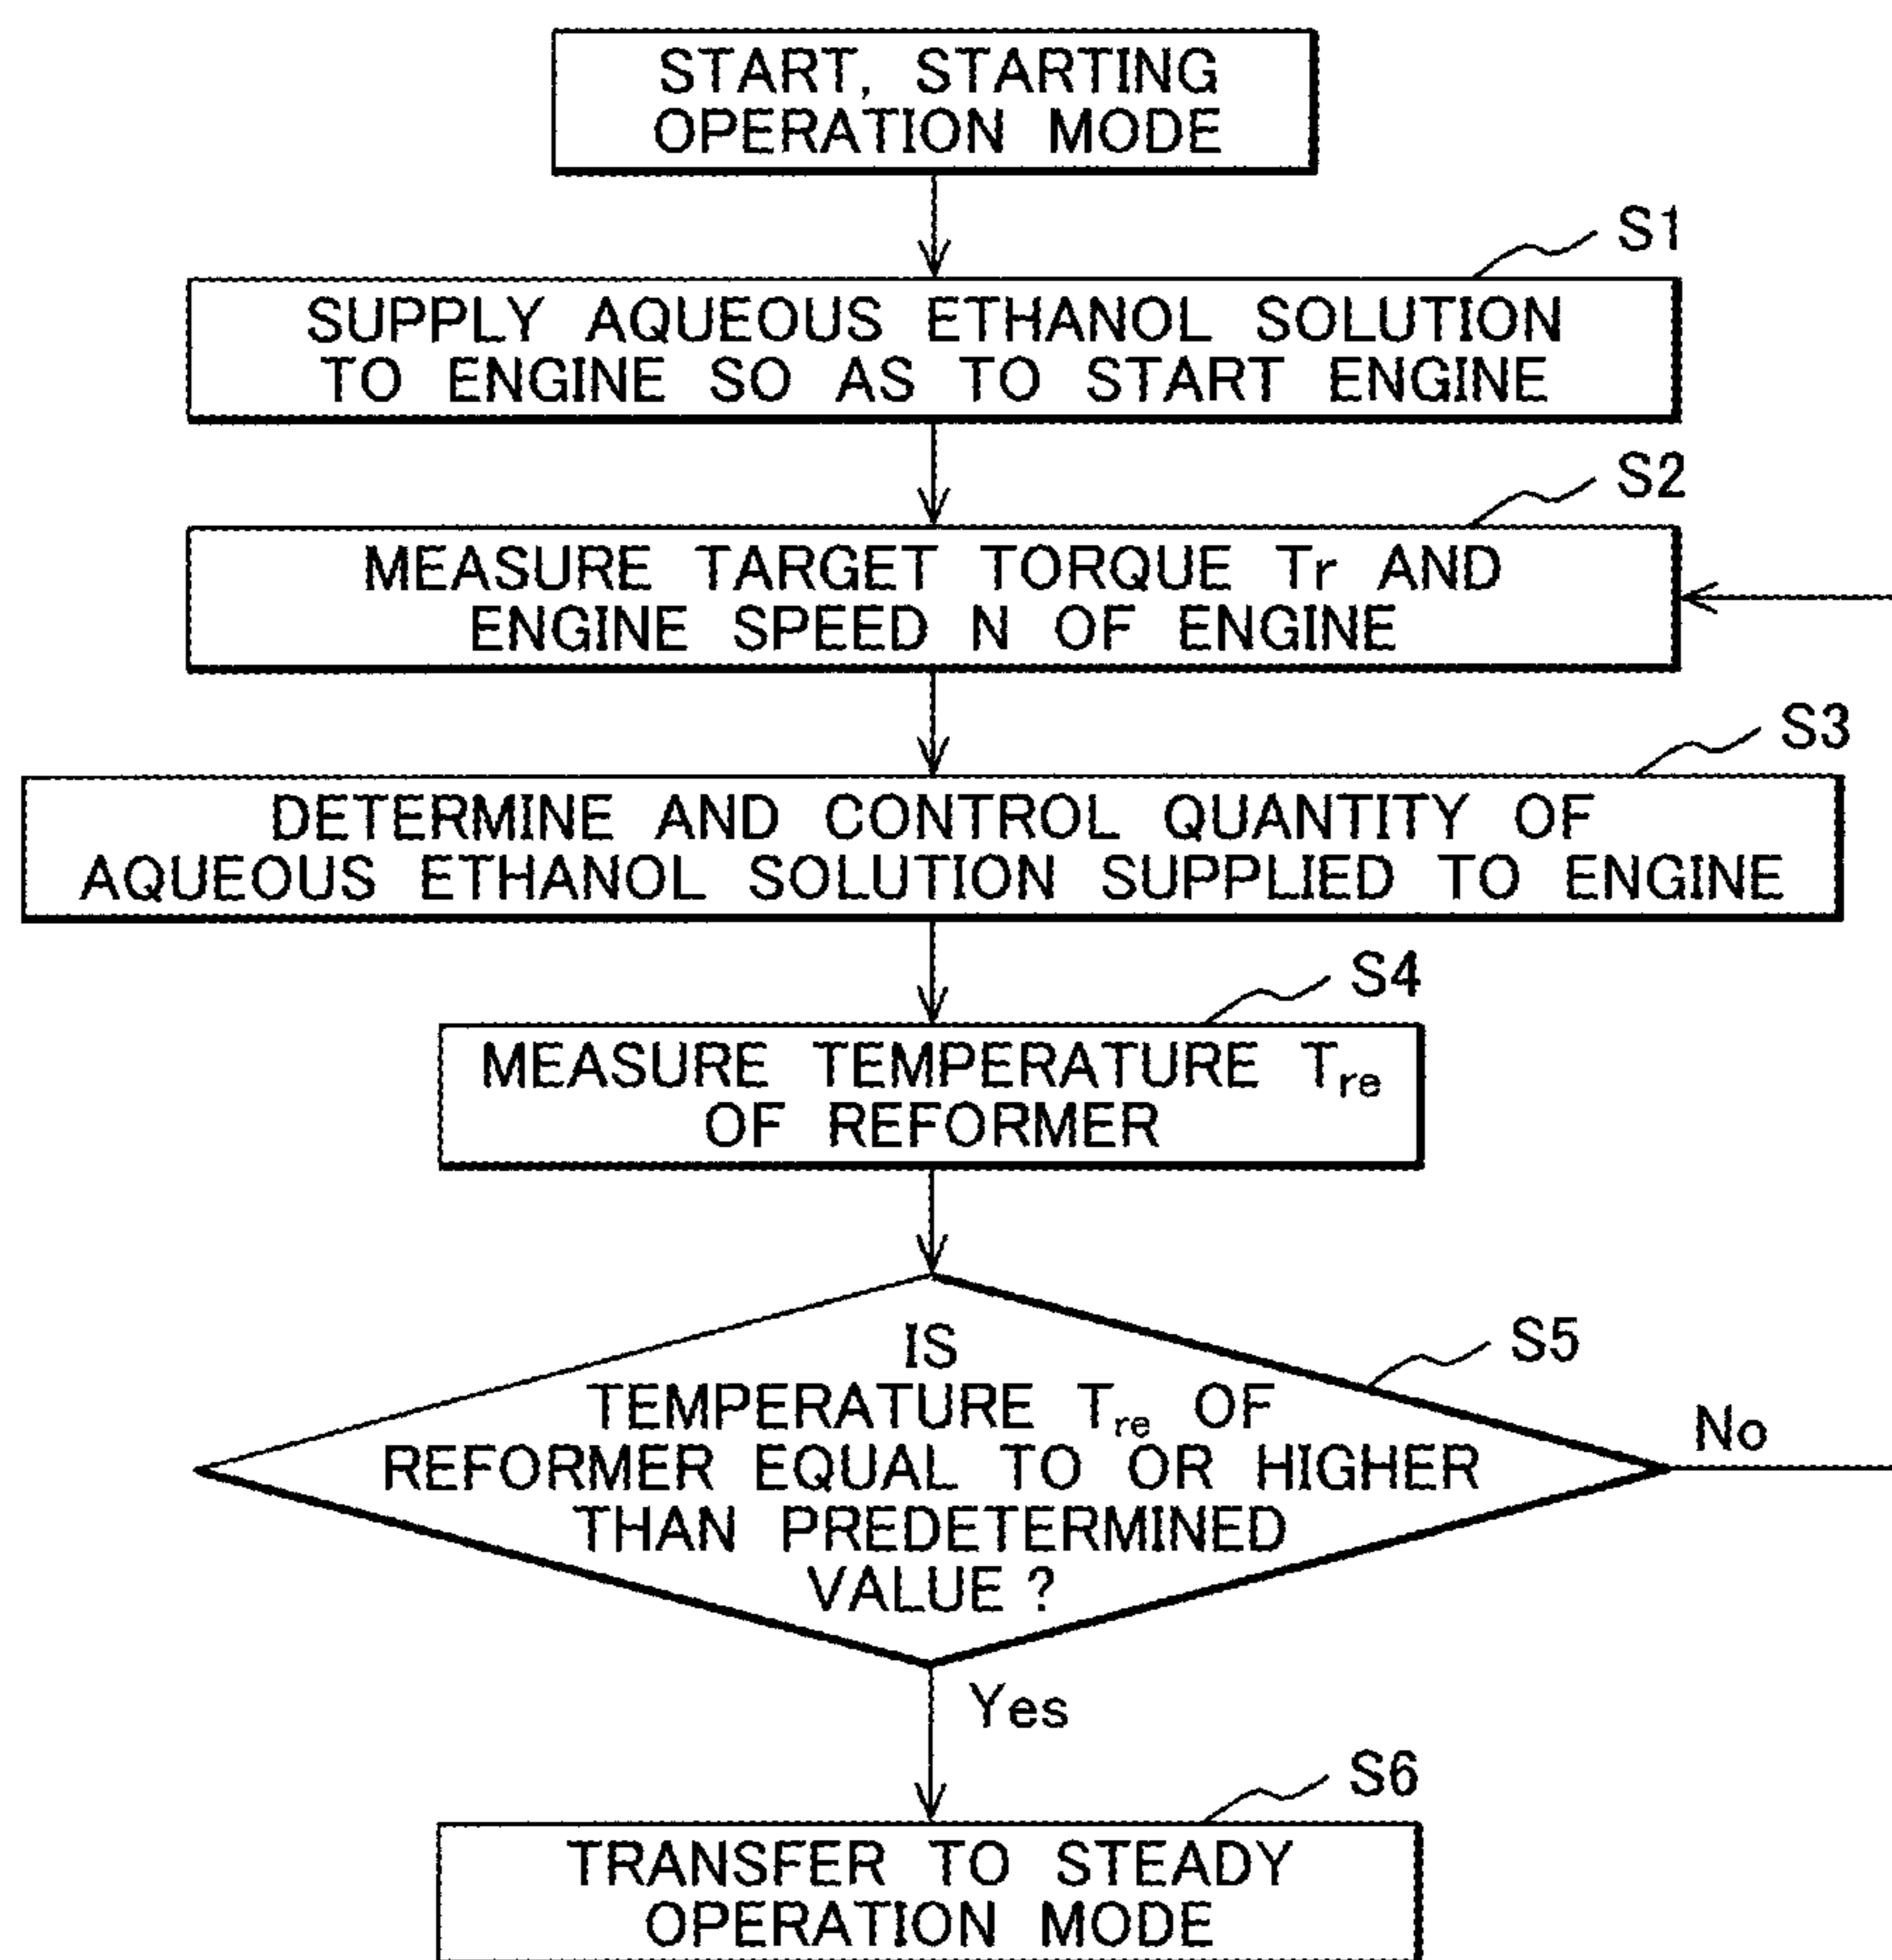 START, STARTING
OPERATION MODE
S1
SUPPLY AQUEOUS ETHANOL SOLUTION
TO ENGINE SO AS TO START ENGINE
S2
MEASURE TARGET TORQUE Tr AND
ENGINE SPEED N OF ENGINE
S3
DETERMINE AND CONTROL QUANTITY OF
AQUEOUS ETHANOL SOLUTION SUPPLIED TO ENGINE
S4
MEASURE TEMPERATURE Tre
OF REFORMER
S5
IS
TEMPERATURE Tre OF
REFORMER EQUAL TO OR HIGHER
THAN PREDETERMINED
VALUE ?
No
Yes
S6
TRANSFER TO STEADY
OPERATION MODE